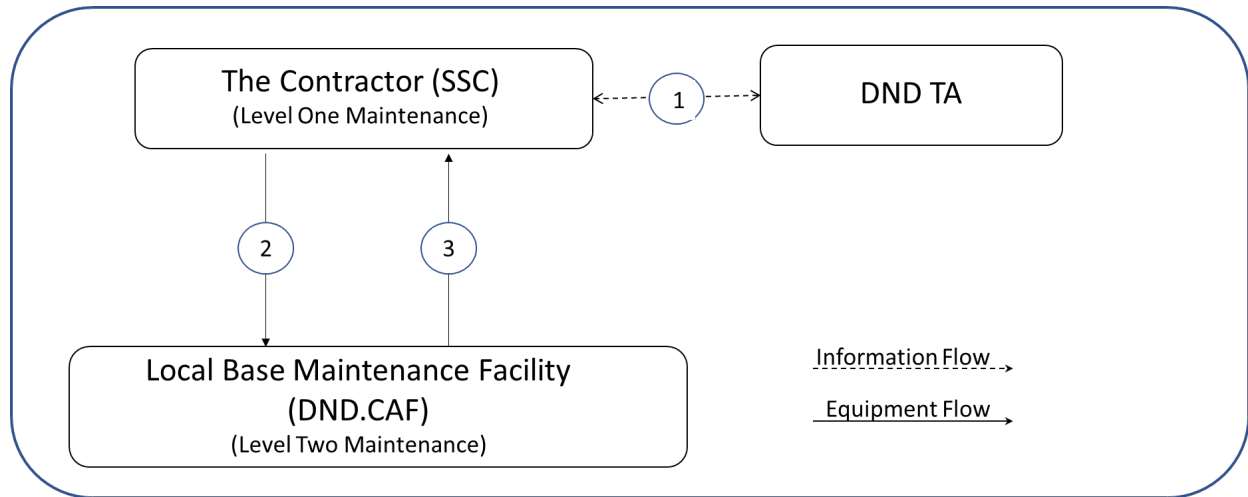 The Contractor (SSC)
(Level One Maintenance)
1
DND TA
2
3
Local Base Maintenance Facility
(DND.CAF)
(Level Two Maintenance)
Information Flow
Equipment Flow